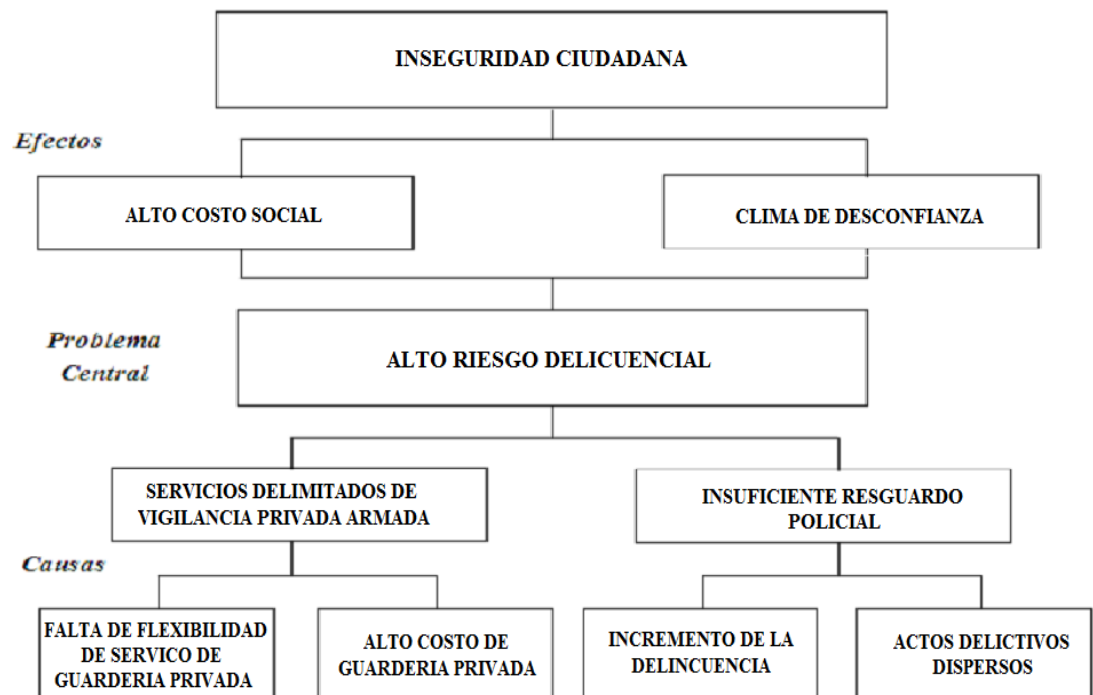 INSEGURIDAD CIUDADANA
Efectos
ALTO COSTO SOCIAL
CLIMA DE DESCONFIANZA
Problema
Central
ALTO RIESGO DELICUENCIAL
SERVICIOS DELIMITADOS DE
VIGILANCIA PRIVADA ARMADA
INSUFICIENTE RESGUARDO
POLICIAL
Causas
FALTA DE FLEXIBILIDAD
DE SERVICO DE
GUARDERIA PRIVADA
ALTO COSTO DE
GUARDERIA PRIVADA
INCREMENTO DE LA
DELINCUENCIA
ACTOS DELICTIVOS
DISPERSOS